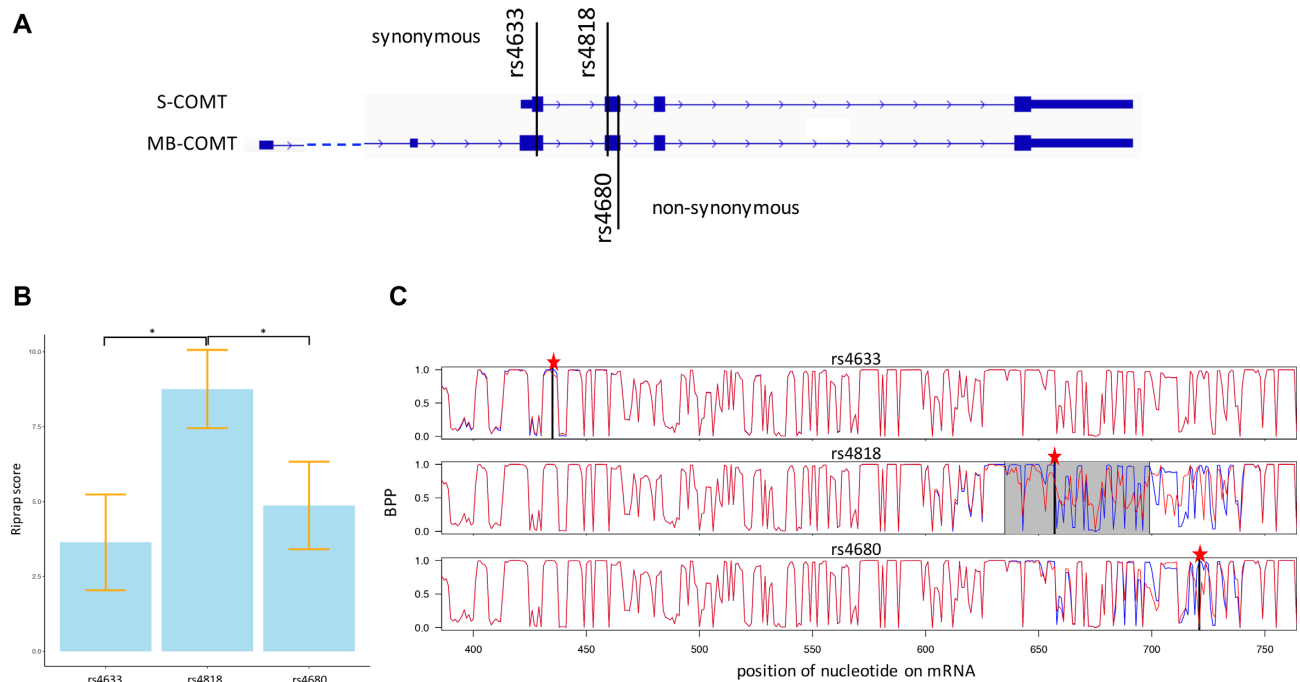 A
synonymous
rs4633
rs4818
S-COMT
MB-COMT
rs4680
non-synonymous
B
*
*
10.0
7.5
5.0
2.5
0.0
Riprap score
rs4633
rs4818
rs4680
C
rs4633
1.0
0.5
0.0
rs4818
1.0
0.5
0.0
BPP
rs4680
1.0
0.5
0.0
400 450 500 550 600 650 700 750
position of nucleotide on mRNA